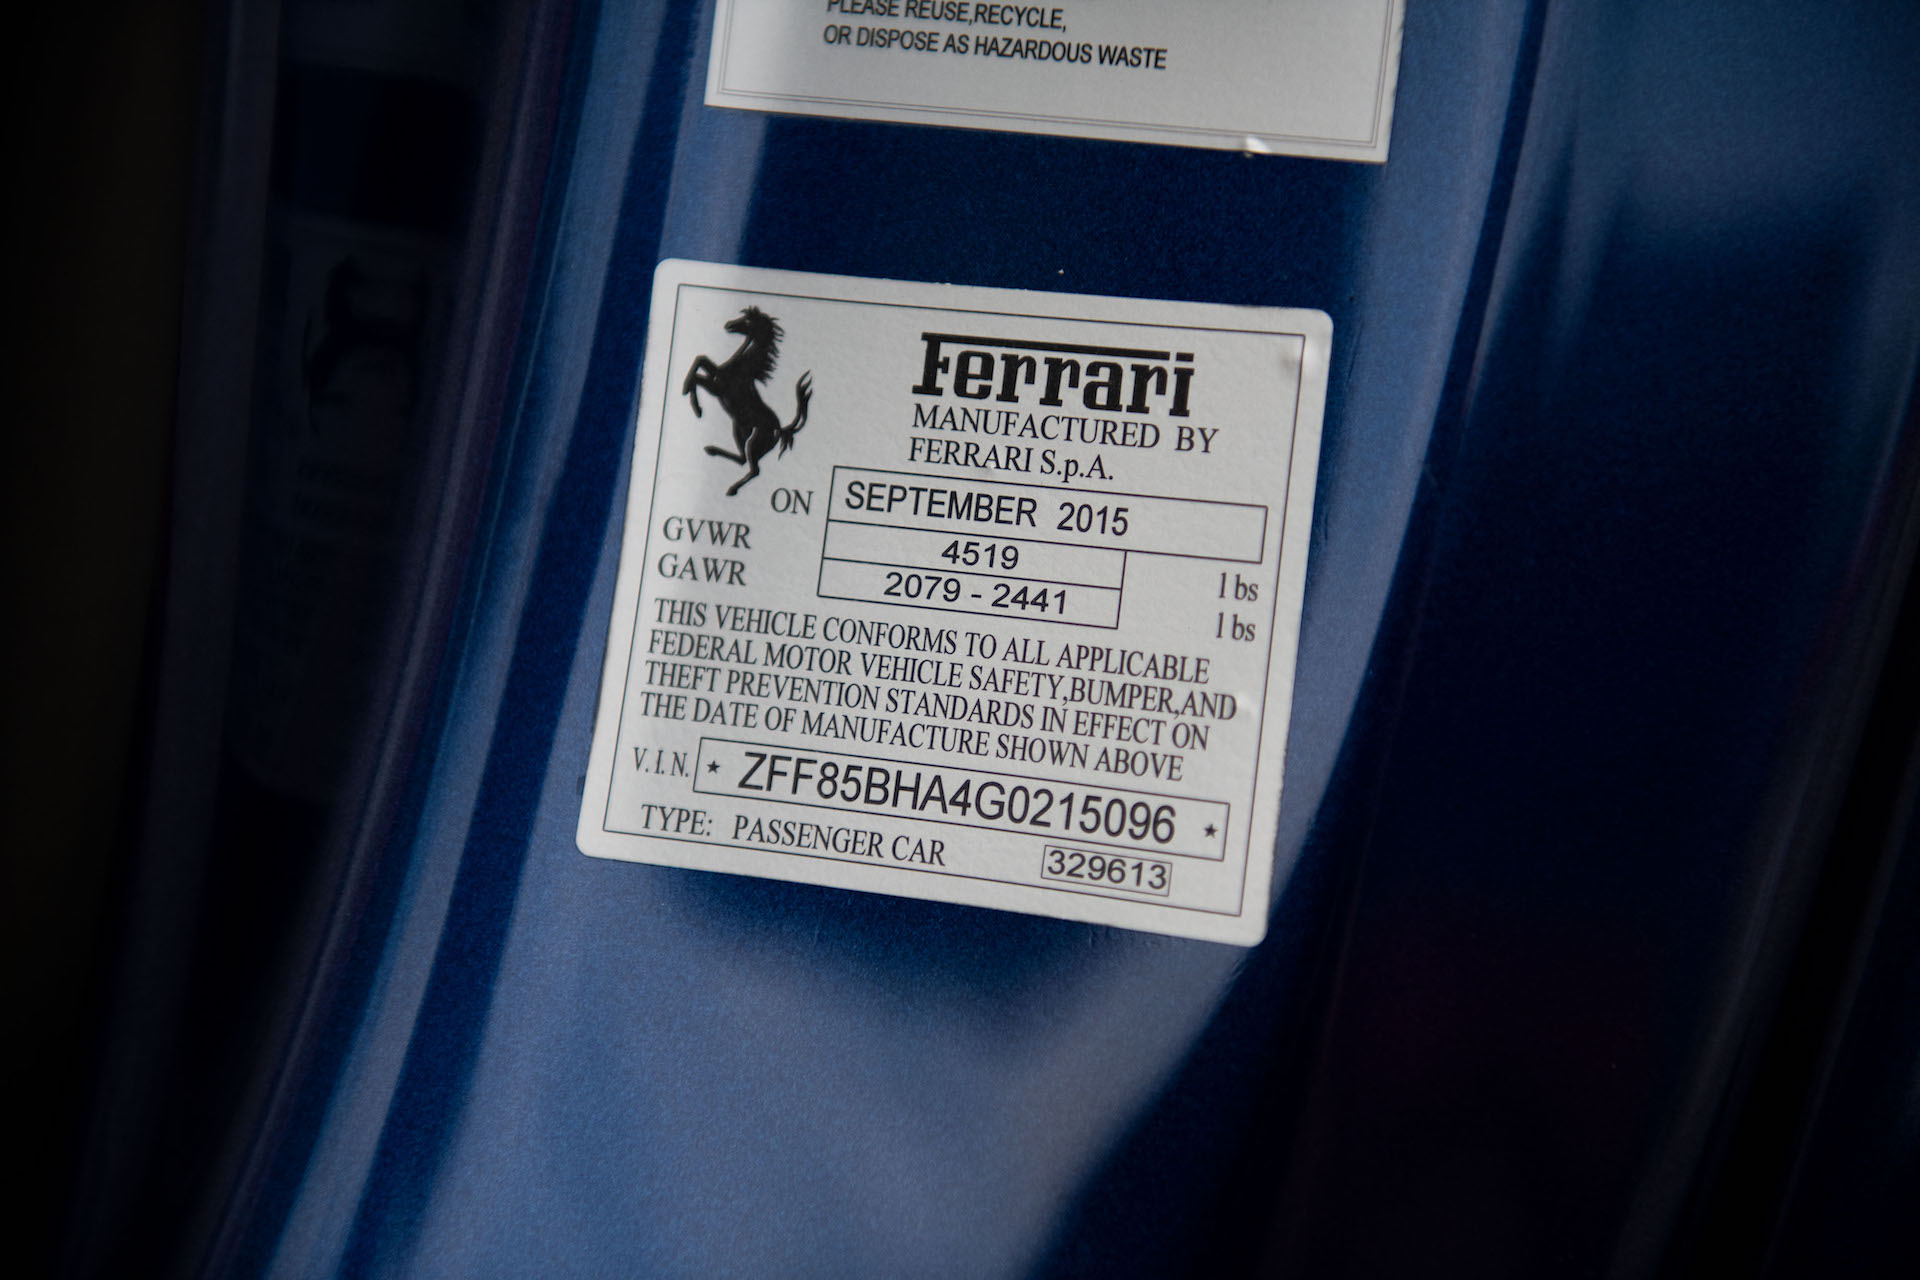 PLEASE REUSE,RECYCLE,
OR DISPOSE AS HAZARDOUS WASTE
Ferrari
MANUFACTURED BY
FERRARI S.p.A.
ON SEPTEMBER 2015
GVWR 4519 lbs
GAWR 2079 - 2441 lbs
THIS VEHICLE CONFORMS TO ALL APPLICABLE
FEDERAL MOTOR VEHICLE SAFETY,BUMPER,AND
THEFT PREVENTION STANDARDS IN EFFECT ON
THE DATE OF MANUFACTURE SHOWN ABOVE
V.I.N. * ZFF85BHA4G0215096 *
TYPE: PASSENGER CAR 329613